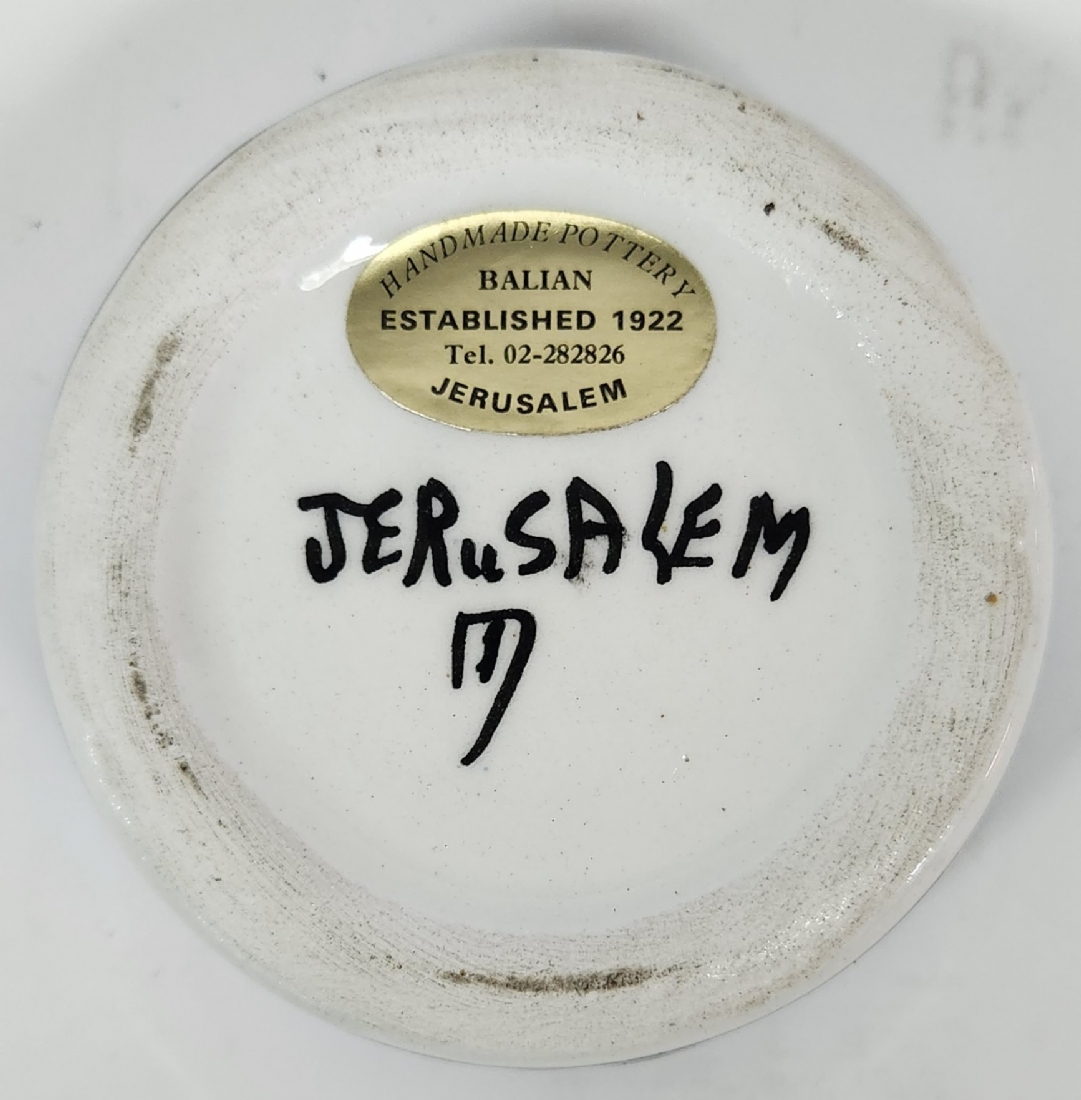 HANDMADE POTTERY
BALIAN
ESTABLISHED 1922
Tel. 02-282826
JERUSALEM
JERUSALEM